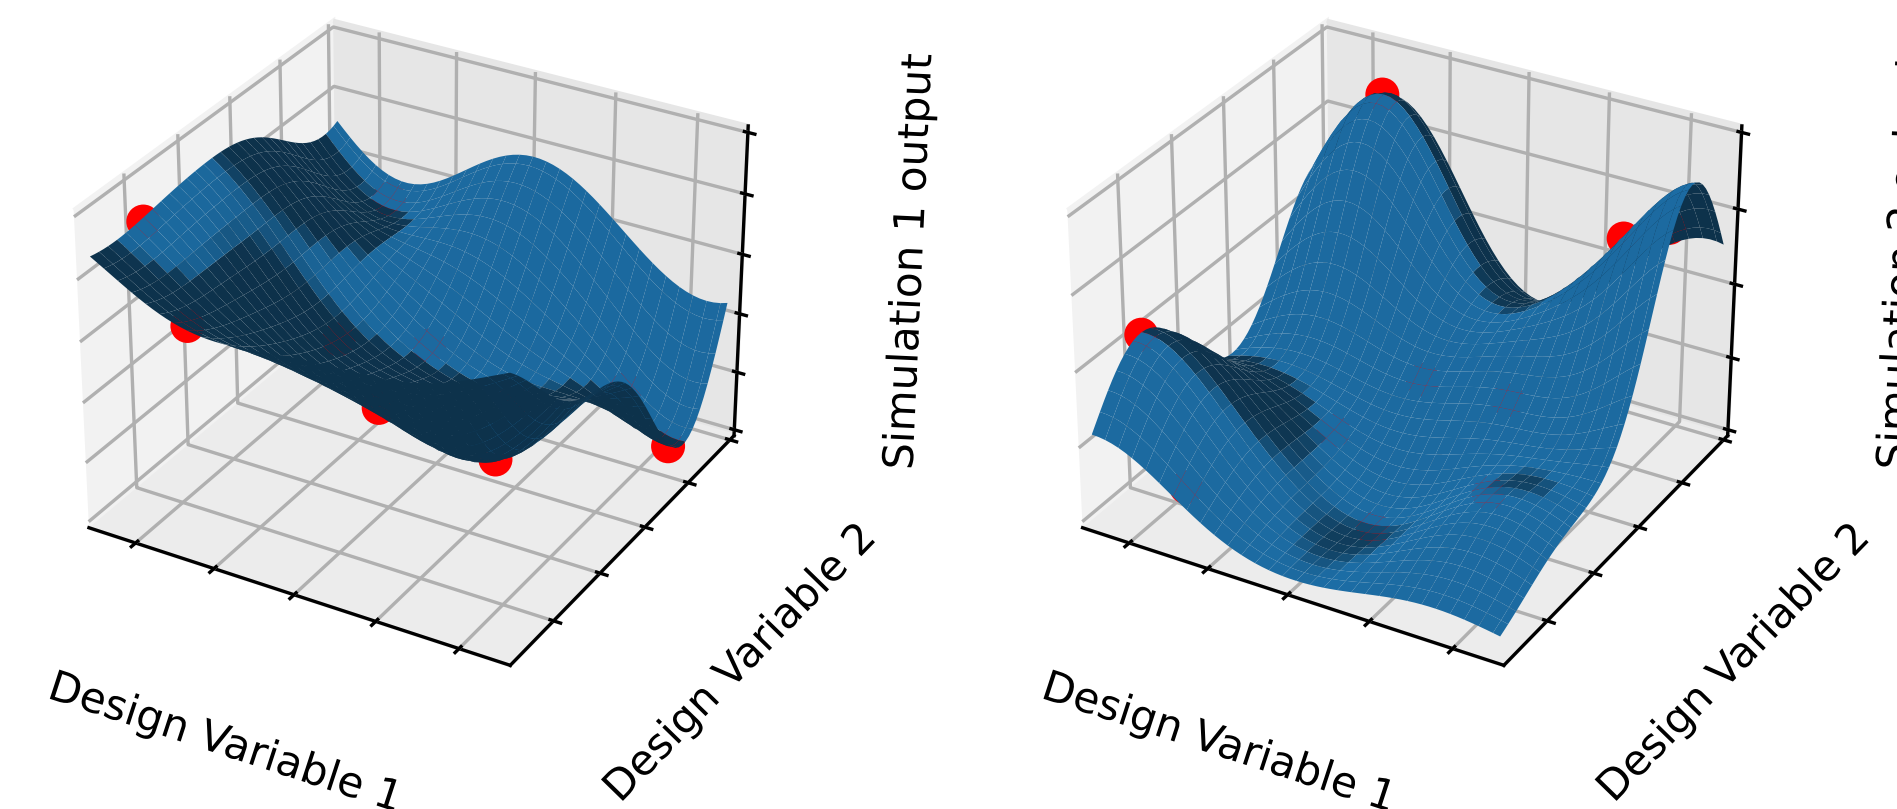 Simulation 1 output
Design Variable 1
Design Variable 2
Design Variable 1
Design Variable 2